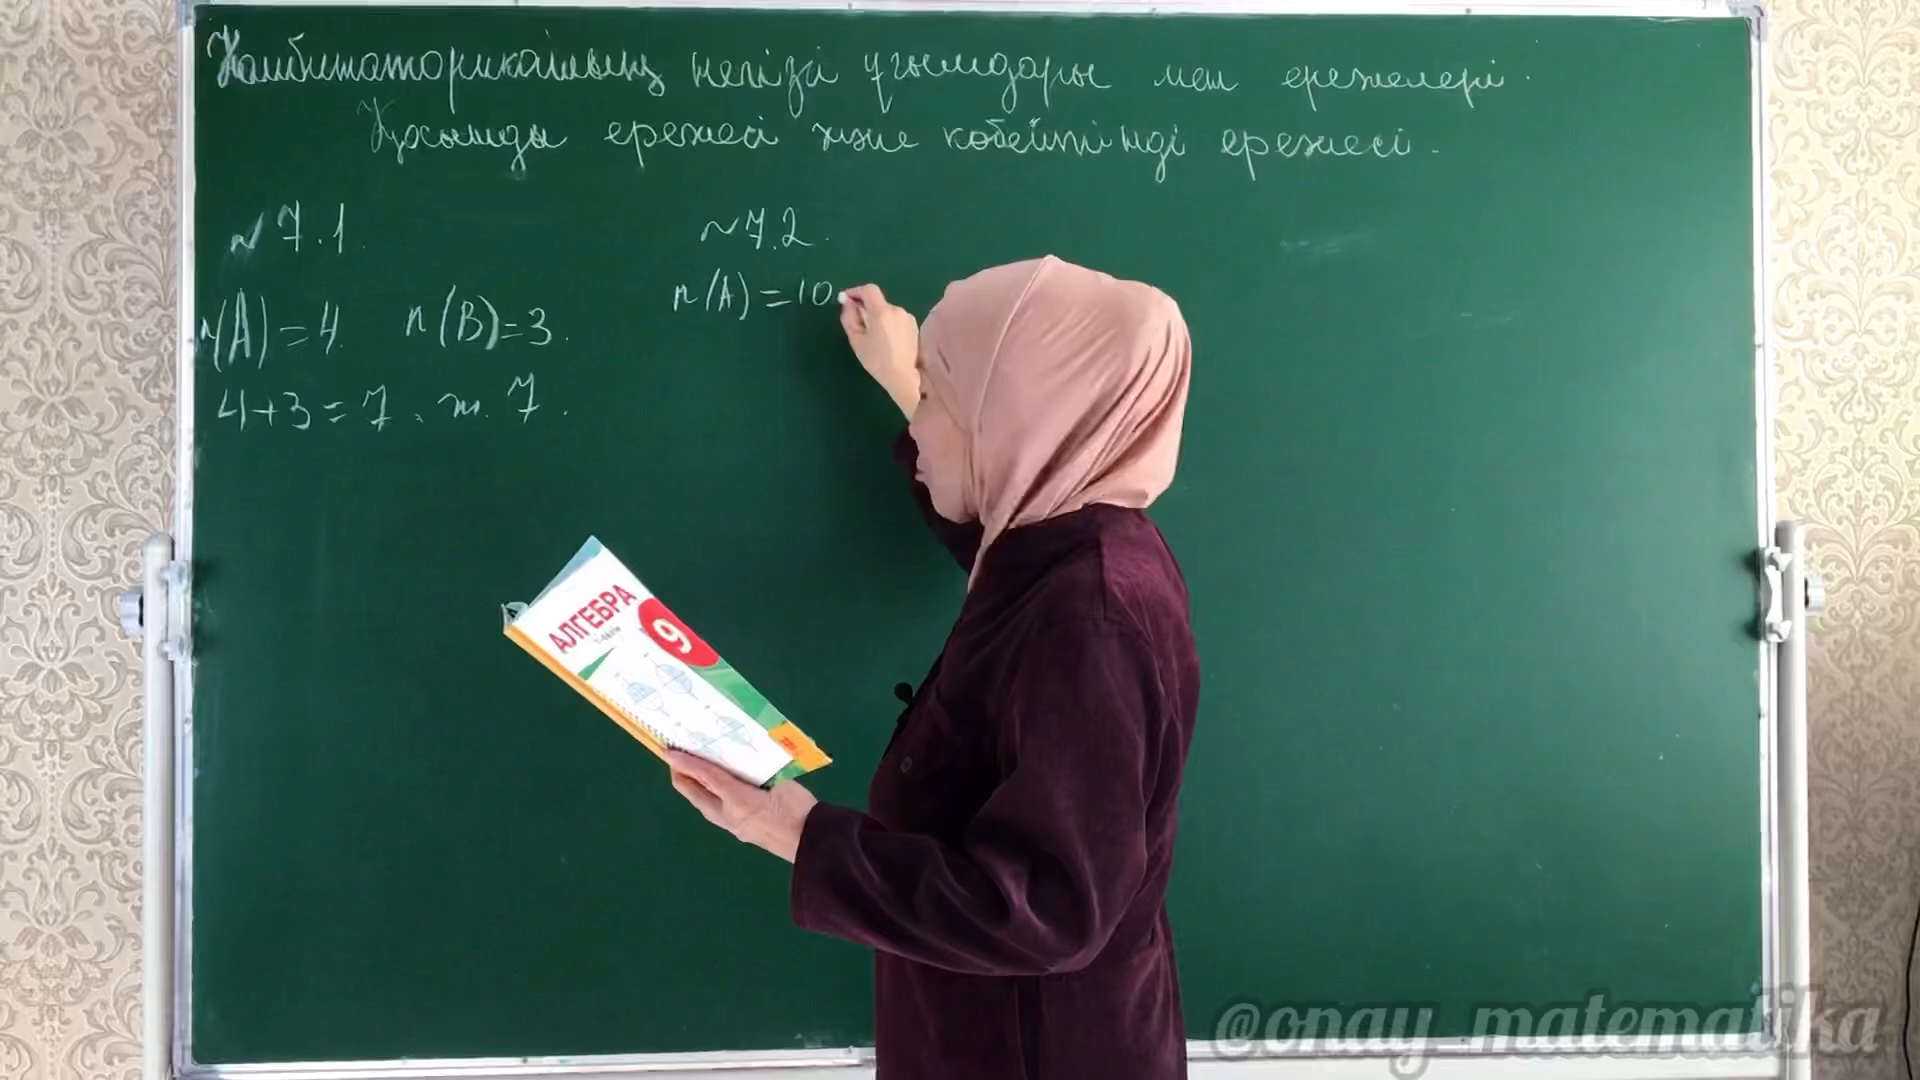 Комбинаториканың негізгі ұғымдары мен ережелері.
Қосынды ережесі және көбейтінді ережесі.
№7.1.
n(A)=4. n(B)=3.
4+3=7. ж. 7.
№7.2.
n(A)=10
АЛГЕБРА
9
@onay_matematika